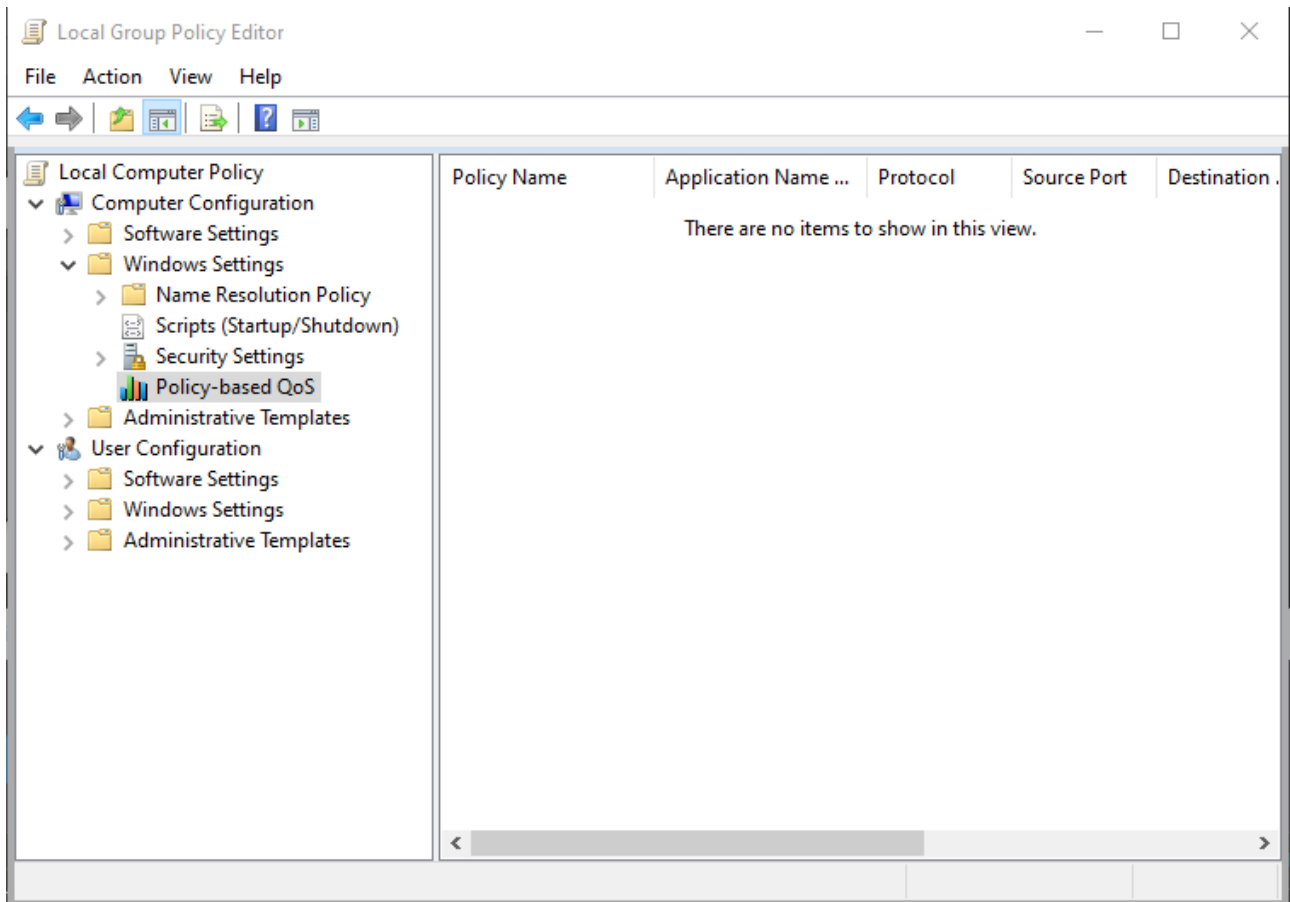 Local Group Policy Editor
File Action View Help
Local Computer Policy
Computer Configuration
Software Settings
Windows Settings
Name Resolution Policy
Scripts (Startup/Shutdown)
Security Settings
Policy-based QoS
Administrative Templates
User Configuration
Software Settings
Windows Settings
Administrative Templates
Policy Name Application Name ... Protocol Source Port Destination .
There are no items to show in this view.